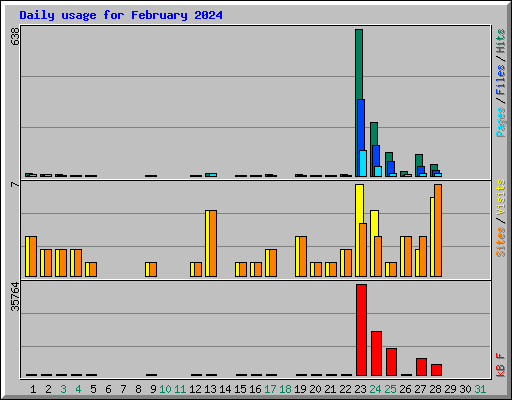 Daily usage for February 2024
638
Pages / Files / Hits
7
Sites / Visits
35764
kB F
1 2 3 4 5 6 7 8 9 10 11 12 13 14 15 16 17 18 19 20 21 22 23 24 25 26 27 28 29 30 31